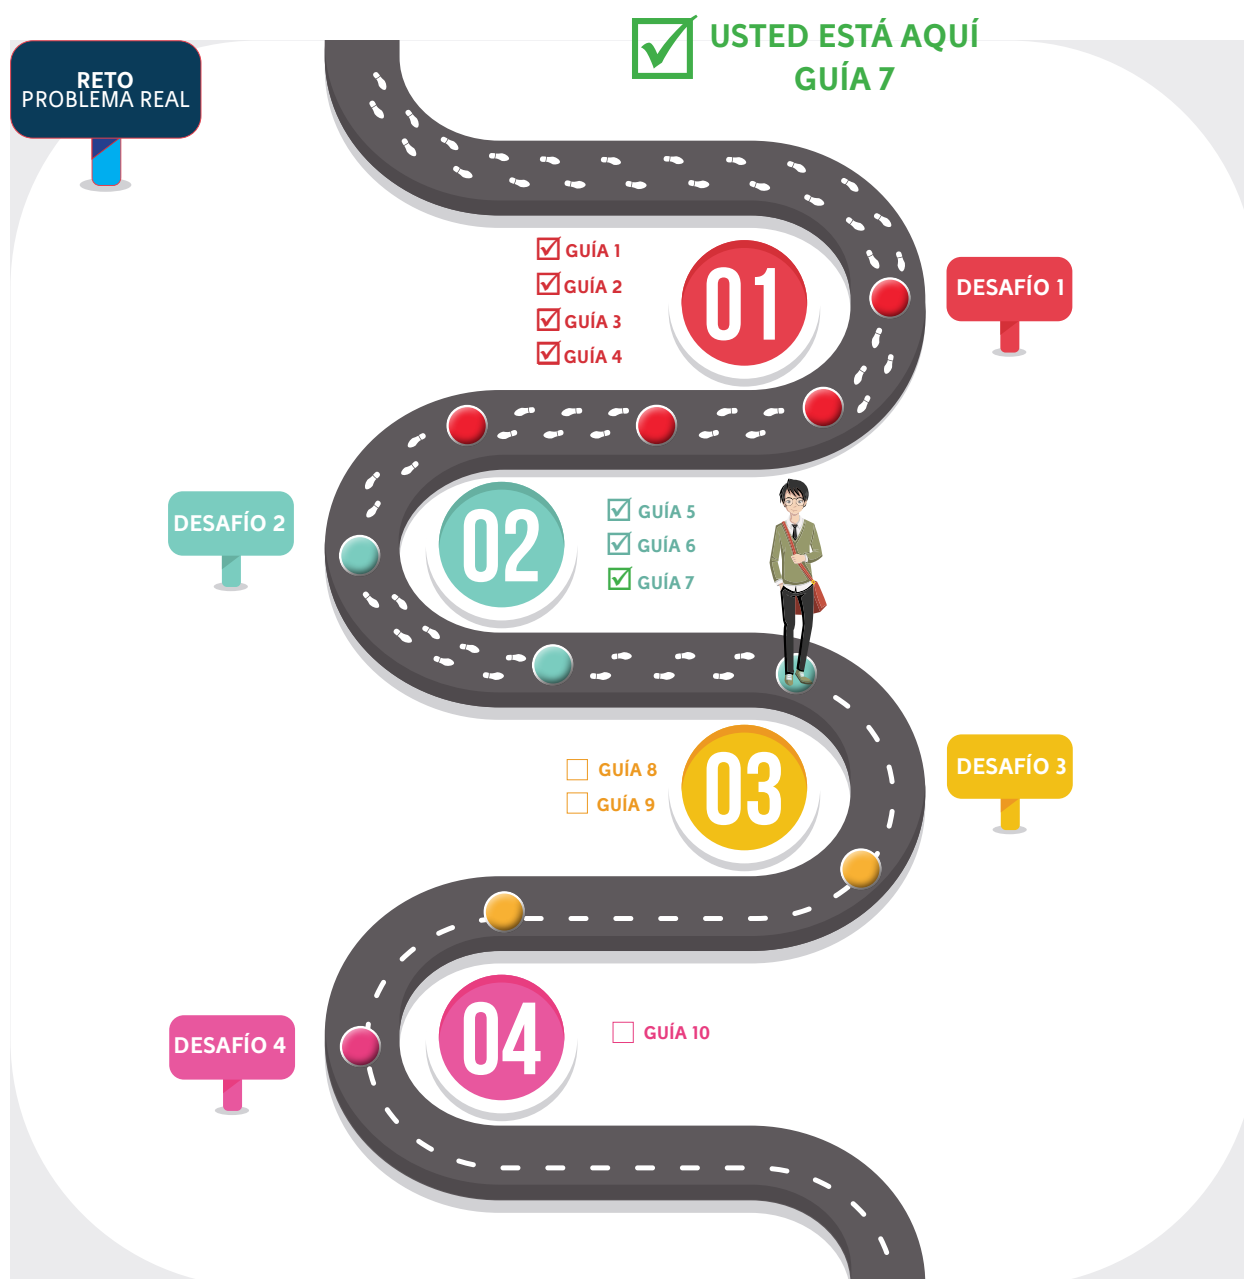 USTED ESTÁ AQUÍ
GUÍA 7
RETO
PROBLEMA REAL
GUÍA 1
GUÍA 2
GUÍA 3
GUÍA 4
01
DESAFÍO 1
DESAFÍO 2
02
GUÍA 5
GUÍA 6
GUÍA 7
GUÍA 8
GUÍA 9
03
DESAFÍO 3
DESAFÍO 4
04
GUÍA 10